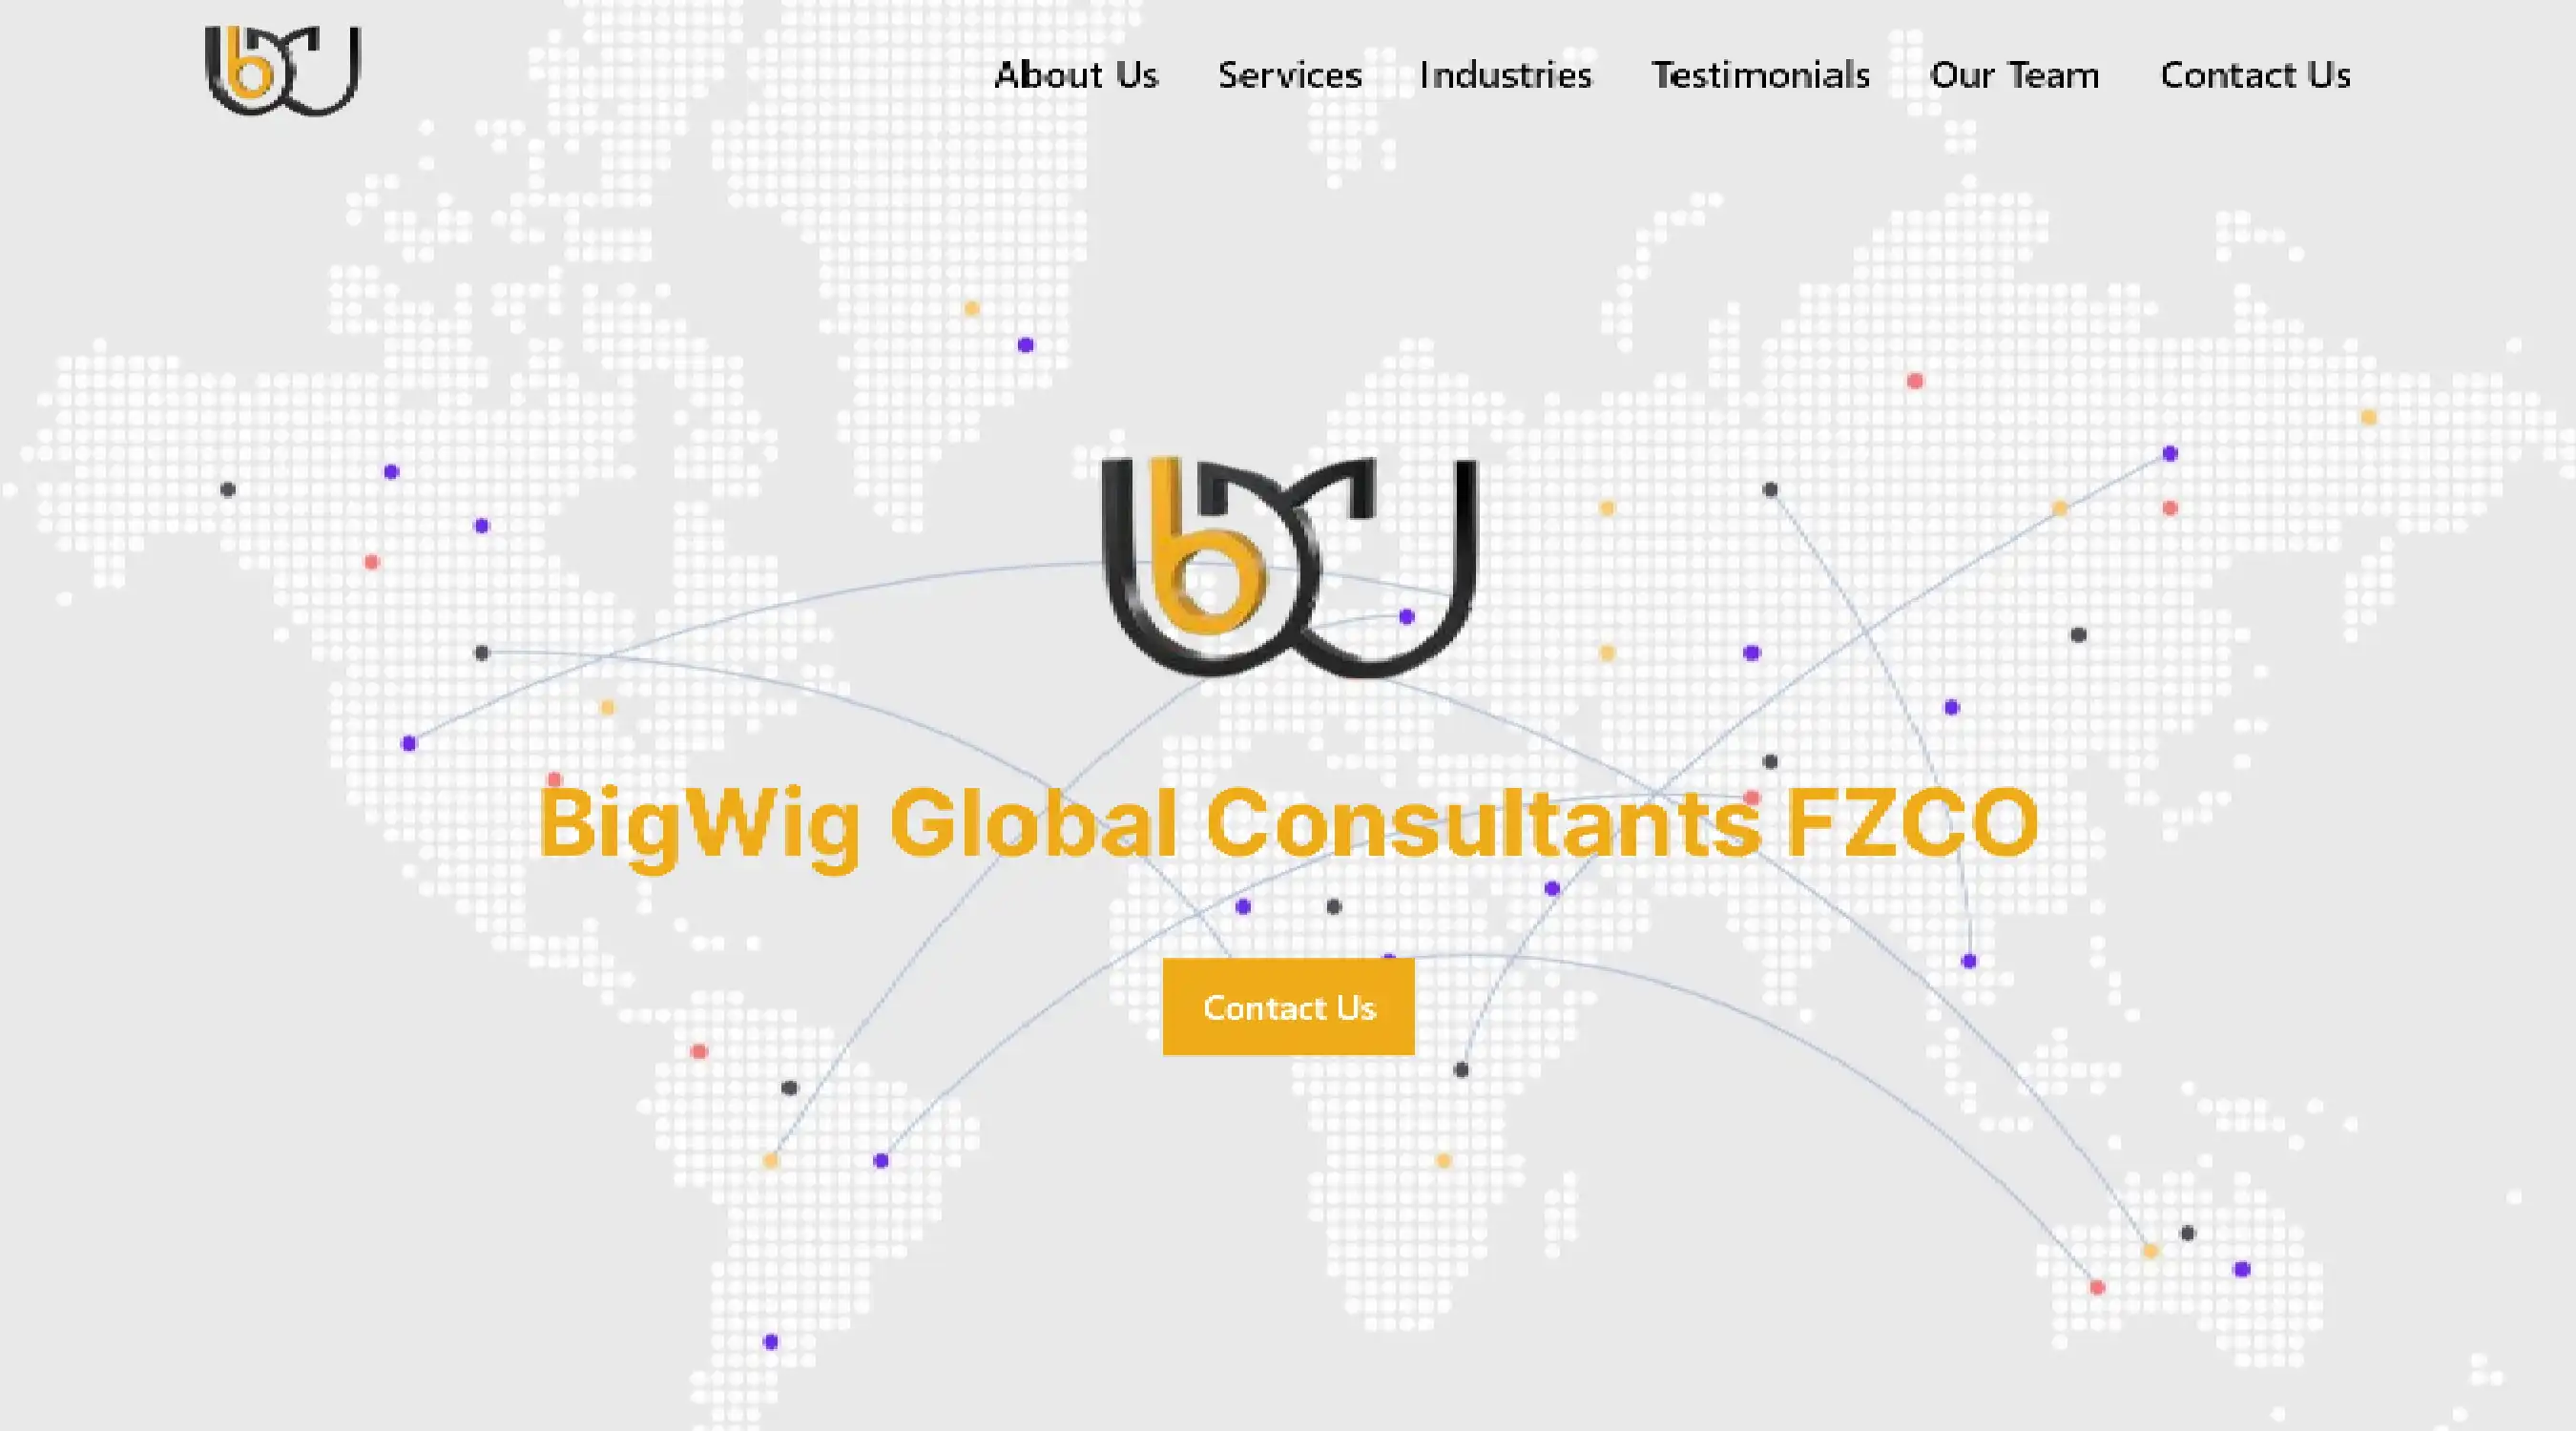 About Us Services Industries Testimonials Our Team Contact Us
BigWig Global Consultants FZCO
Contact Us